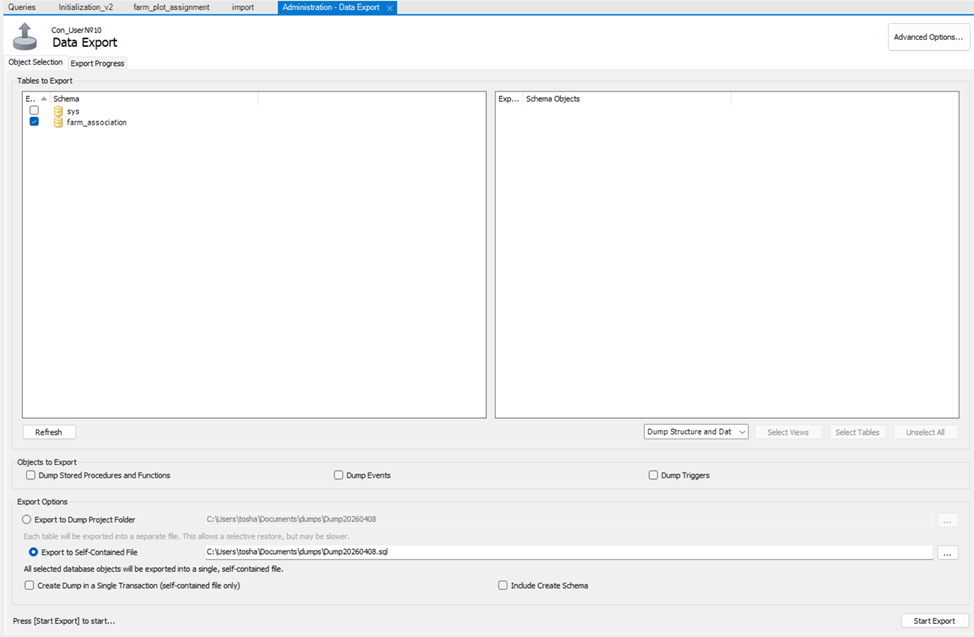 Queries Initialization_v2 farm_plot_assignment import Administration - Data Export
Con_User№10
Data Export
Advanced Options...
Object Selection Export Progress
Tables to Export
E.. Schema
sys
farm_association
Exp... Schema Objects
Refresh
Dump Structure and Dat Select Views Select Tables Unselect All
Objects to Export
Dump Stored Procedures and Functions Dump Events Dump Triggers
Export Options
Export to Dump Project Folder C:\Users\tosha\Documents\dumps\Dump20260408 ...
Each table will be exported into a separate file. This allows a selective restore, but may be slower.
Export to Self-Contained File C:\Users\tosha\Documents\dumps\Dump20260408.sql ...
All selected database objects will be exported into a single, self-contained file.
Create Dump in a Single Transaction (self-contained file only) Include Create Schema
Press [Start Export] to start... Start Export